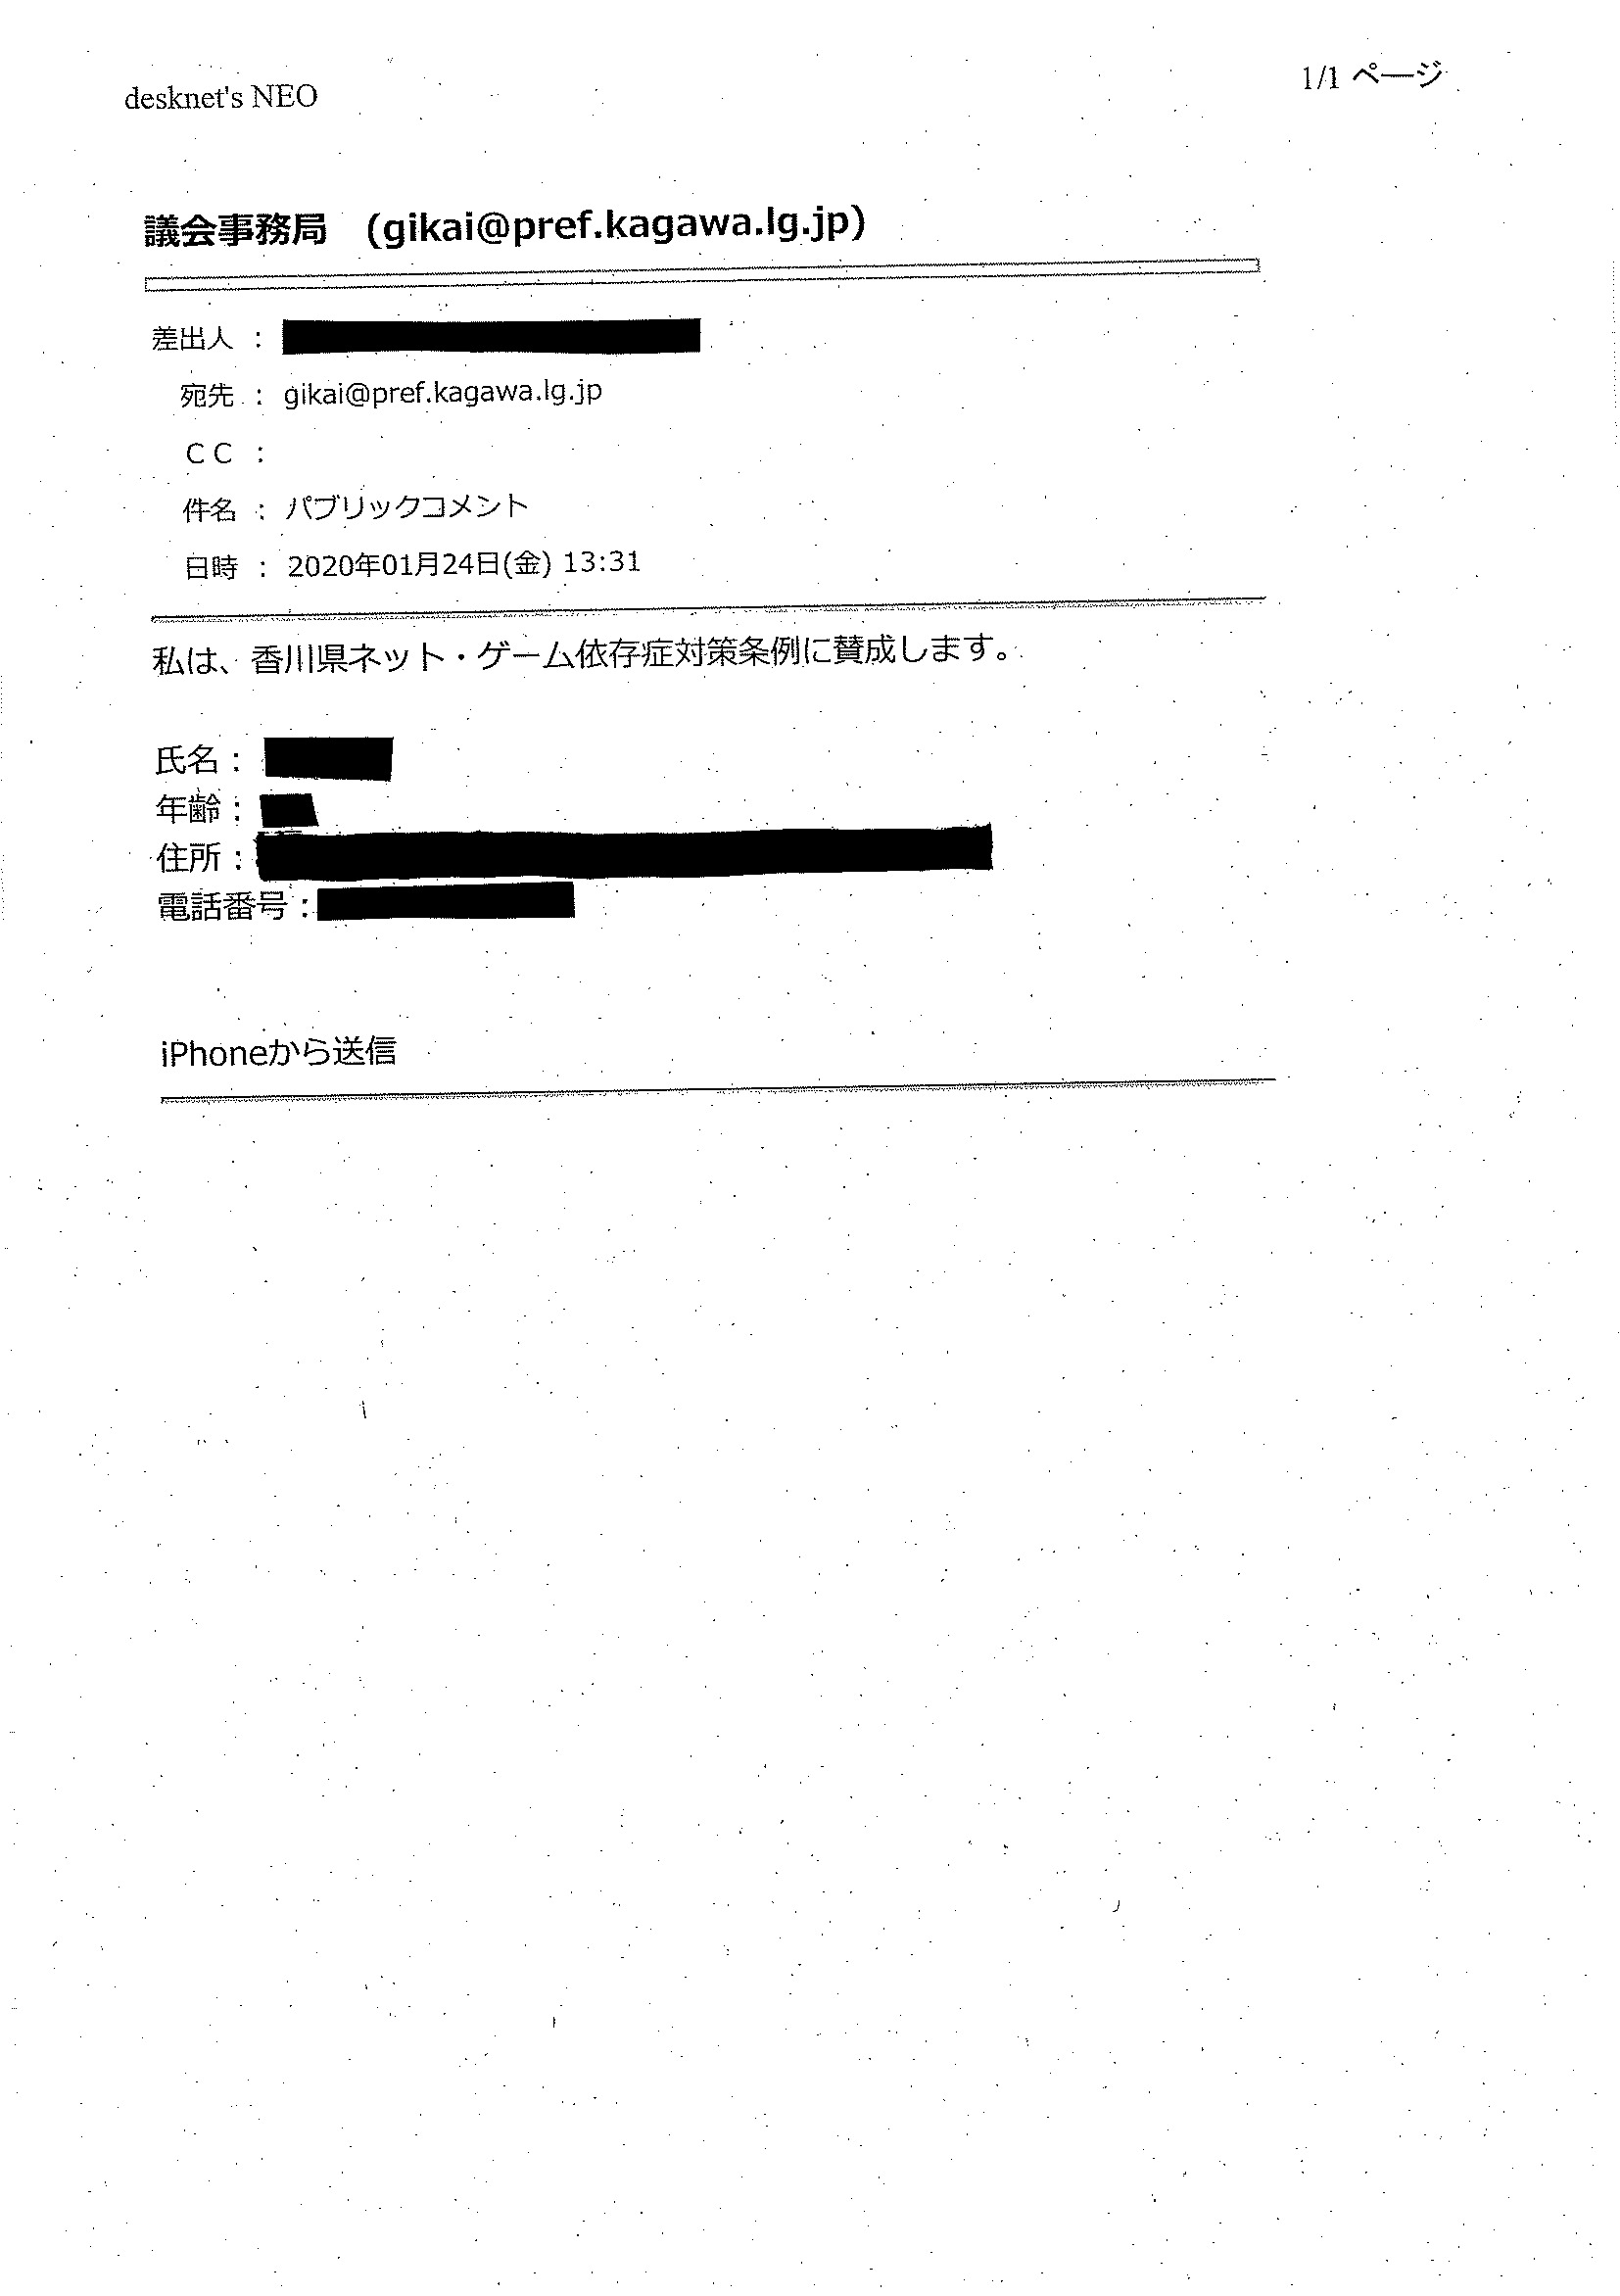 desknet's NEO
1/1 ページ
議会事務局　(gikai@pref.kagawa.lg.jp)
差出人 ：
宛先 ： gikai@pref.kagawa.lg.jp
ＣＣ ：
件名 ： パブリックコメント
日時 ： 2020年01月24日(金) 13:31
私は、香川県ネット・ゲーム依存症対策条例に賛成します。
氏名：
年齢：
住所：
電話番号：
iPhoneから送信